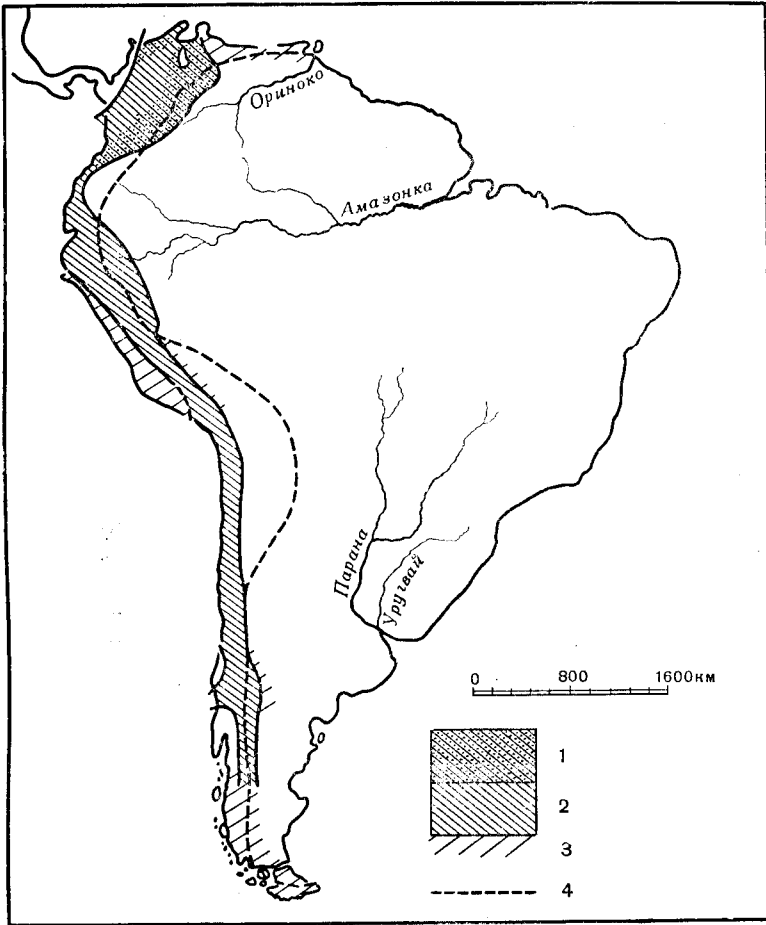 Ориноко
Амазонка
Парана
Уругвай
0 800 1600км
1
2
3
4